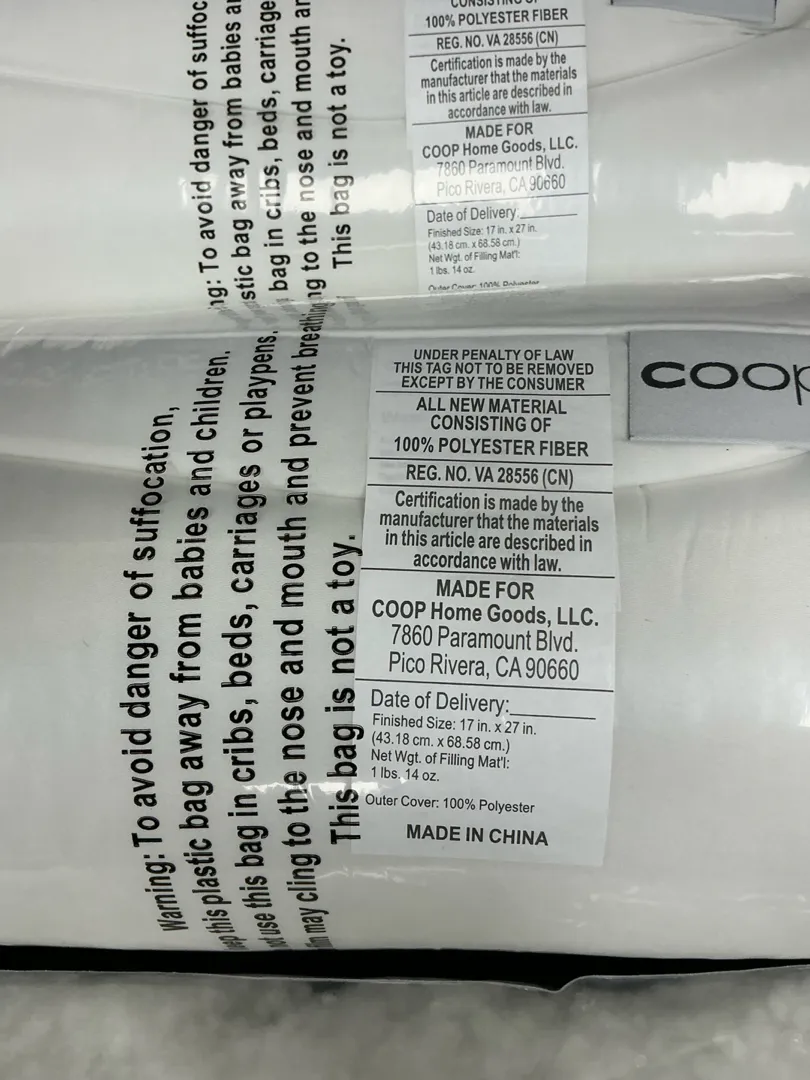 ng: To avoid danger of suffoc
stic bag away from babies a
bag in cribs, beds, carriage
ng to the nose and mouth ar
This bag is not a toy.
CONSISTING OF
100% POLYESTER FIBER
REG. NO. VA 28556 (CN)
Certification is made by the
manufacturer that the materials
in this article are described in
accordance with law.
MADE FOR
COOP Home Goods, LLC.
7860 Paramount Blvd.
Pico Rivera, CA 90660
Date of Delivery:
Finished Size: 17 in. x 27 in.
(43.18 cm. x 68.58 cm.)
Net Wgt. of Filling Mat'l:
1 lbs. 14 oz.
Outer Cover: 100% Polyester
Warning: To avoid danger of suffocation,
ep this plastic bag away from babies and children.
ot use this bag in cribs, beds, carriages or playpens.
m may cling to the nose and mouth and prevent breathing
This bag is not a toy.
UNDER PENALTY OF LAW
THIS TAG NOT TO BE REMOVED
EXCEPT BY THE CONSUMER
ALL NEW MATERIAL
CONSISTING OF
100% POLYESTER FIBER
REG. NO. VA 28556 (CN)
Certification is made by the
manufacturer that the materials
in this article are described in
accordance with law.
MADE FOR
COOP Home Goods, LLC.
7860 Paramount Blvd.
Pico Rivera, CA 90660
Date of Delivery:
Finished Size: 17 in. x 27 in.
(43.18 cm. x 68.58 cm.)
Net Wgt. of Filling Mat'l:
1 lbs. 14 oz.
Outer Cover: 100% Polyester
MADE IN CHINA
coop